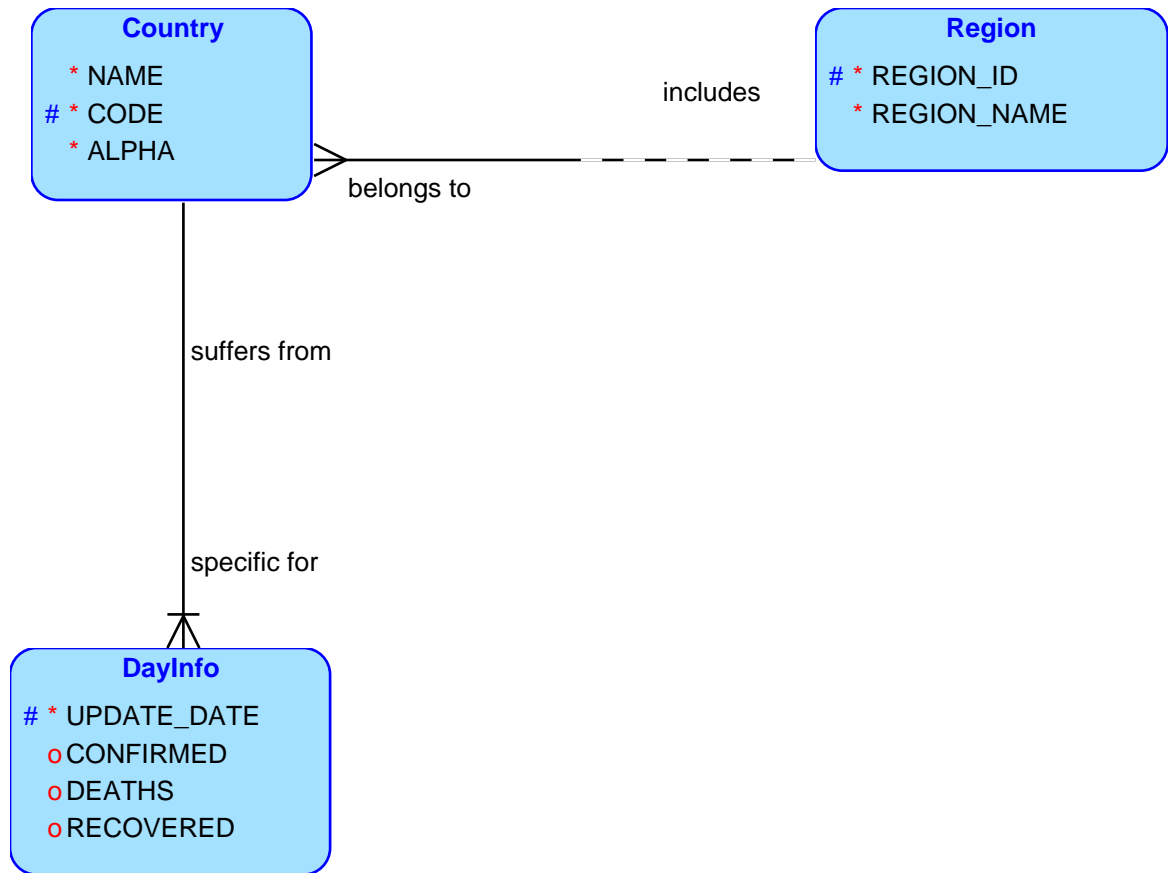 Country
* NAME
# * CODE
* ALPHA
Region
# * REGION_ID
* REGION_NAME
includes
belongs to
suffers from
specific for
DayInfo
# * UPDATE_DATE
o CONFIRMED
o DEATHS
o RECOVERED